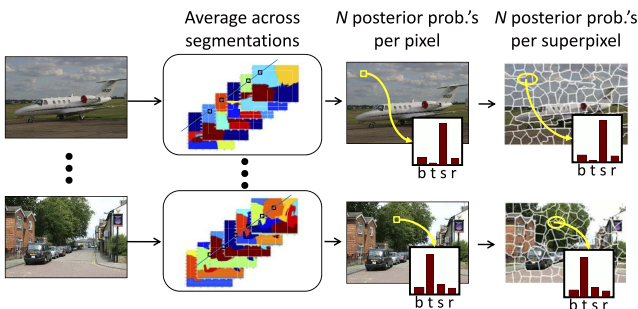 Average across
segmentations
N posterior prob.'s
per pixel
N posterior prob.'s
per superpixel
b t s r
b t s r
b t s r
b t s r